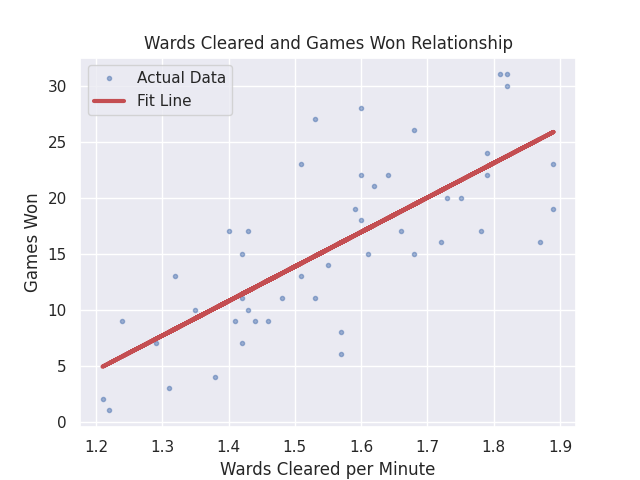 Wards Cleared and Games Won Relationship
Actual Data
Fit Line
Games Won
30
25
20
15
10
5
0
1.2 1.3 1.4 1.5 1.6 1.7 1.8 1.9
Wards Cleared per Minute